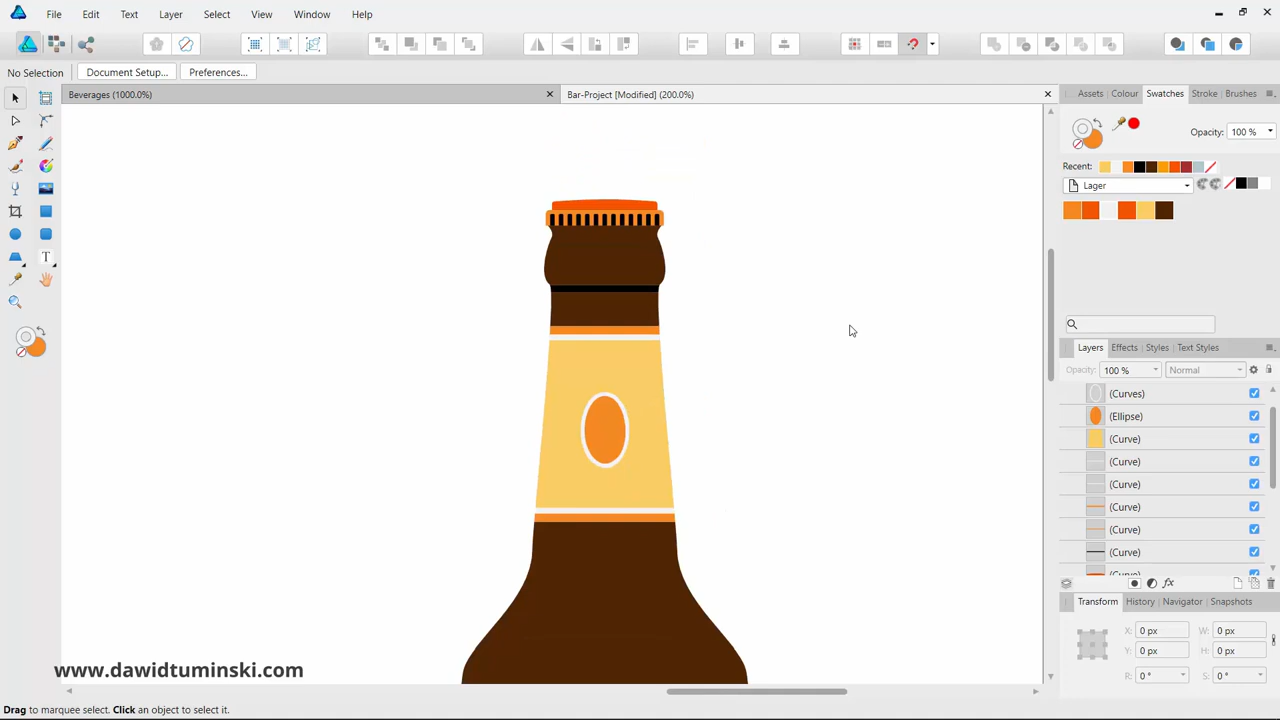 File Edit Text Layer Select View Window Help
No Selection Document Setup... Preferences...
Beverages (1000.0%)
Bar-Project [Modified] (200.0%)
Assets Colour Swatches Stroke Brushes
Opacity: 100 %
Recent:
Lager
Layers Effects Styles Text Styles
Opacity: 100 % Normal
(Curves)
(Ellipse)
(Curve)
(Curve)
(Curve)
(Curve)
(Curve)
(Curve)
(Curve)
Transform History Navigator Snapshots
X: 0 px W: 0 px
Y: 0 px H: 0 px
R: 0 ° S: 0 °
www.dawidtuminski.com
Drag to marquee select. Click an object to select it.